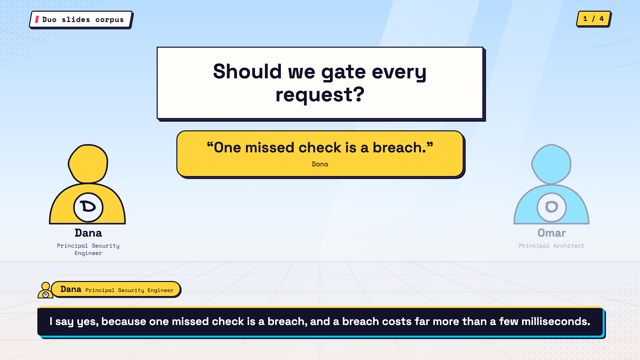 Duo slides corpus
1 / 4
Should we gate every
request?
“One missed check is a breach.”
Dana
D
Dana
Principal Security
Engineer
O
Omar
Principal Architect
Dana Principal Security Engineer
I say yes, because one missed check is a breach, and a breach costs far more than a few milliseconds.